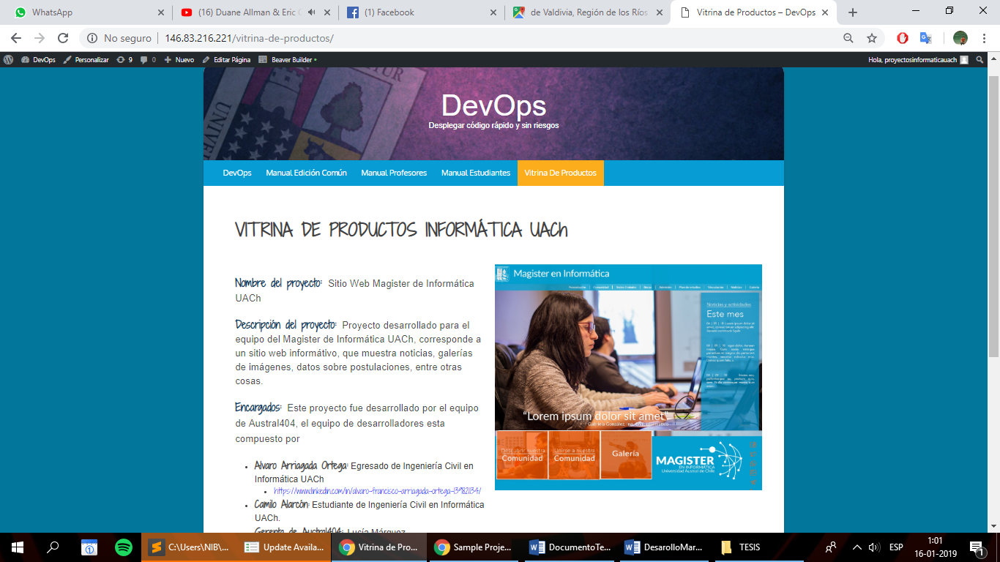 WhatsApp
(16) Duane Allman & Eric C
(1) Facebook
de Valdivia, Región de los Ríos
Vitrina de Productos – DevOps
No seguro
146.83.216.221/vitrina-de-productos/
DevOps
Personalizar
9
0
Nuevo
Editar Página
Beaver Builder
Hola, proyectosinformaticauach
DevOps
Desplegar código rápido y sin riesgos
DevOps
Manual Edición Común
Manual Profesores
Manual Estudiantes
Vitrina De Productos
VITRINA DE PRODUCTOS INFORMÁTICA UACh
Nombre del proyecto: Sitio Web Magister de Informática
UACh
Descripción del proyecto: Proyecto desarrollado para el
equipo del Magister de Informática UACh, corresponde a
un sitio web informátivo, que muestra noticias, galerías
de imágenes, datos sobre postulaciones, entre otras
cosas.
Encargados: Este proyecto fue desarrollado por el equipo
de Austral404, el equipo de desarrolladores esta
compuesto por
Alvaro Arriagada Ortega: Egresado de Ingeniería Civil en
Informática UACh
https://www.linkedin.com/in/alvaro-francisco-arriagada-ortega-139821134/
Camilo Alarcón: Estudiante de Ingeniería Civil en Informática
UACh.
Gerenta de Austral404: Lucía Márquez
Magister en Informática
Noticias y actividades
Este mes
“Lorem ipsum dolor sit amet”
Descubrir nuestra
Comunidad
Unirse a nuestra
Comunidad
Galería
MAGISTER
EN INFORMÁTICA
Universidad Austral de Chile
C:\Users\NIB\...
Update Availa...
Vitrina de Pro...
Sample Proje...
DocumentoTe...
DesarolloMar...
TESIS
ESP
1:01
16-01-2019
1